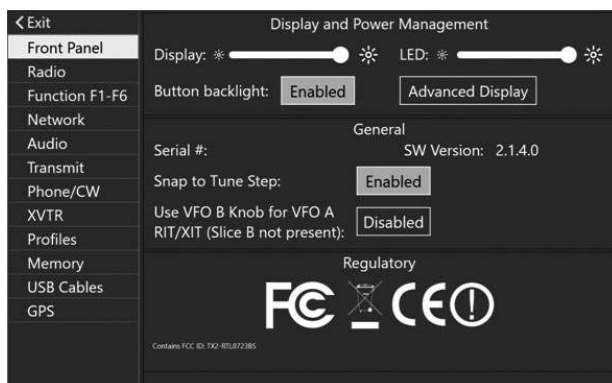 Exit
Front Panel
Radio
Function F1-F6
Network
Audio
Transmit
Phone/CW
XVTR
Profiles
Memory
USB Cables
GPS
Display and Power Management
Display:
LED:
Button backlight: Enabled
Advanced Display
General
Serial #:
SW Version: 2.1.4.0
Snap to Tune Step: Enabled
Use VFO B Knob for VFO A
RIT/XIT (Slice B not present): Disabled
Regulatory
FC CE
Contains FCC ID: TX2-RTL8723BS